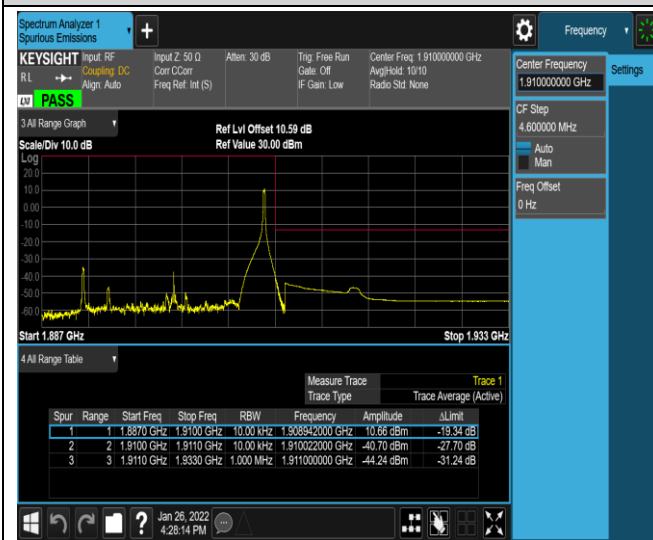 Spectrum Analyzer 1
Spurious Emissions
Frequency
KEYSIGHT
RL
Input: RF
Coupling: DC
Align: Auto
Input Z: 50 Ω
Corr CCorr
Freq Ref: Int (S)
Atten: 30 dB
Trig: Free Run
Gate: Off
IF Gain: Low
Center Freq: 1.910000000 GHz
Avg|Hold: 10/10
Radio Std: None
LXI PASS
Center Frequency
1.910000000 GHz
Settings
CF Step
4.600000 MHz
Auto
Man
Freq Offset
0 Hz
3 All Range Graph
Ref Lvl Offset 10.59 dB
Scale/Div 10.0 dB
Ref Value 30.00 dBm
Log
20.0
10.0
0.00
-10.0
-20.0
-30.0
-40.0
-50.0
-60.0
Start 1.887 GHz
Stop 1.933 GHz
4 All Range Table
Measure Trace Trace 1
Trace Type Trace Average (Active)
Spur Range Start Freq Stop Freq RBW Frequency Amplitude ΔLimit
1 1 1.8870 GHz 1.9100 GHz 10.00 kHz 1.908942000 GHz 10.66 dBm -19.34 dB
2 2 1.9100 GHz 1.9110 GHz 10.00 kHz 1.910022000 GHz -40.70 dBm -27.70 dB
3 3 1.9110 GHz 1.9330 GHz 1.000 MHz 1.911000000 GHz -44.24 dBm -31.24 dB
Jan 26, 2022
4:28:14 PM